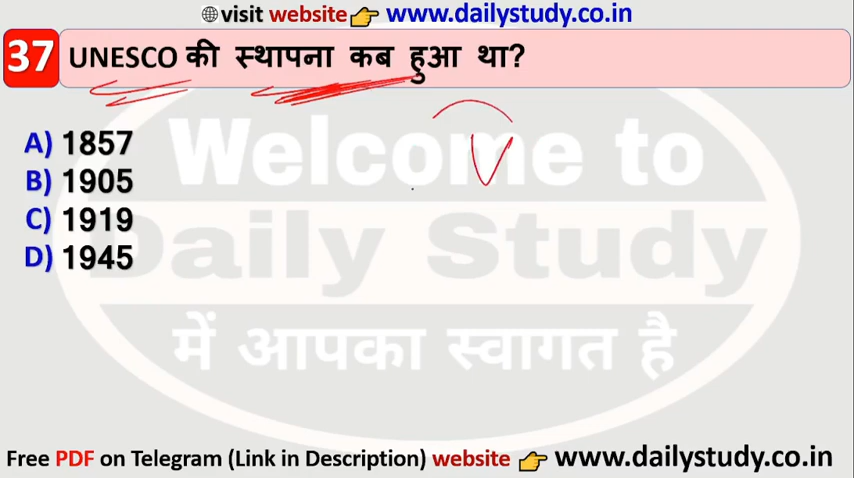 visit website www.dailystudy.co.in
37 UNESCO की स्थापना कब हुआ था?
A) 1857
B) 1905
C) 1919
D) 1945
Welcome to
Daily Study
में आपका स्वागत है
Free PDF on Telegram (Link in Description) website www.dailystudy.co.in